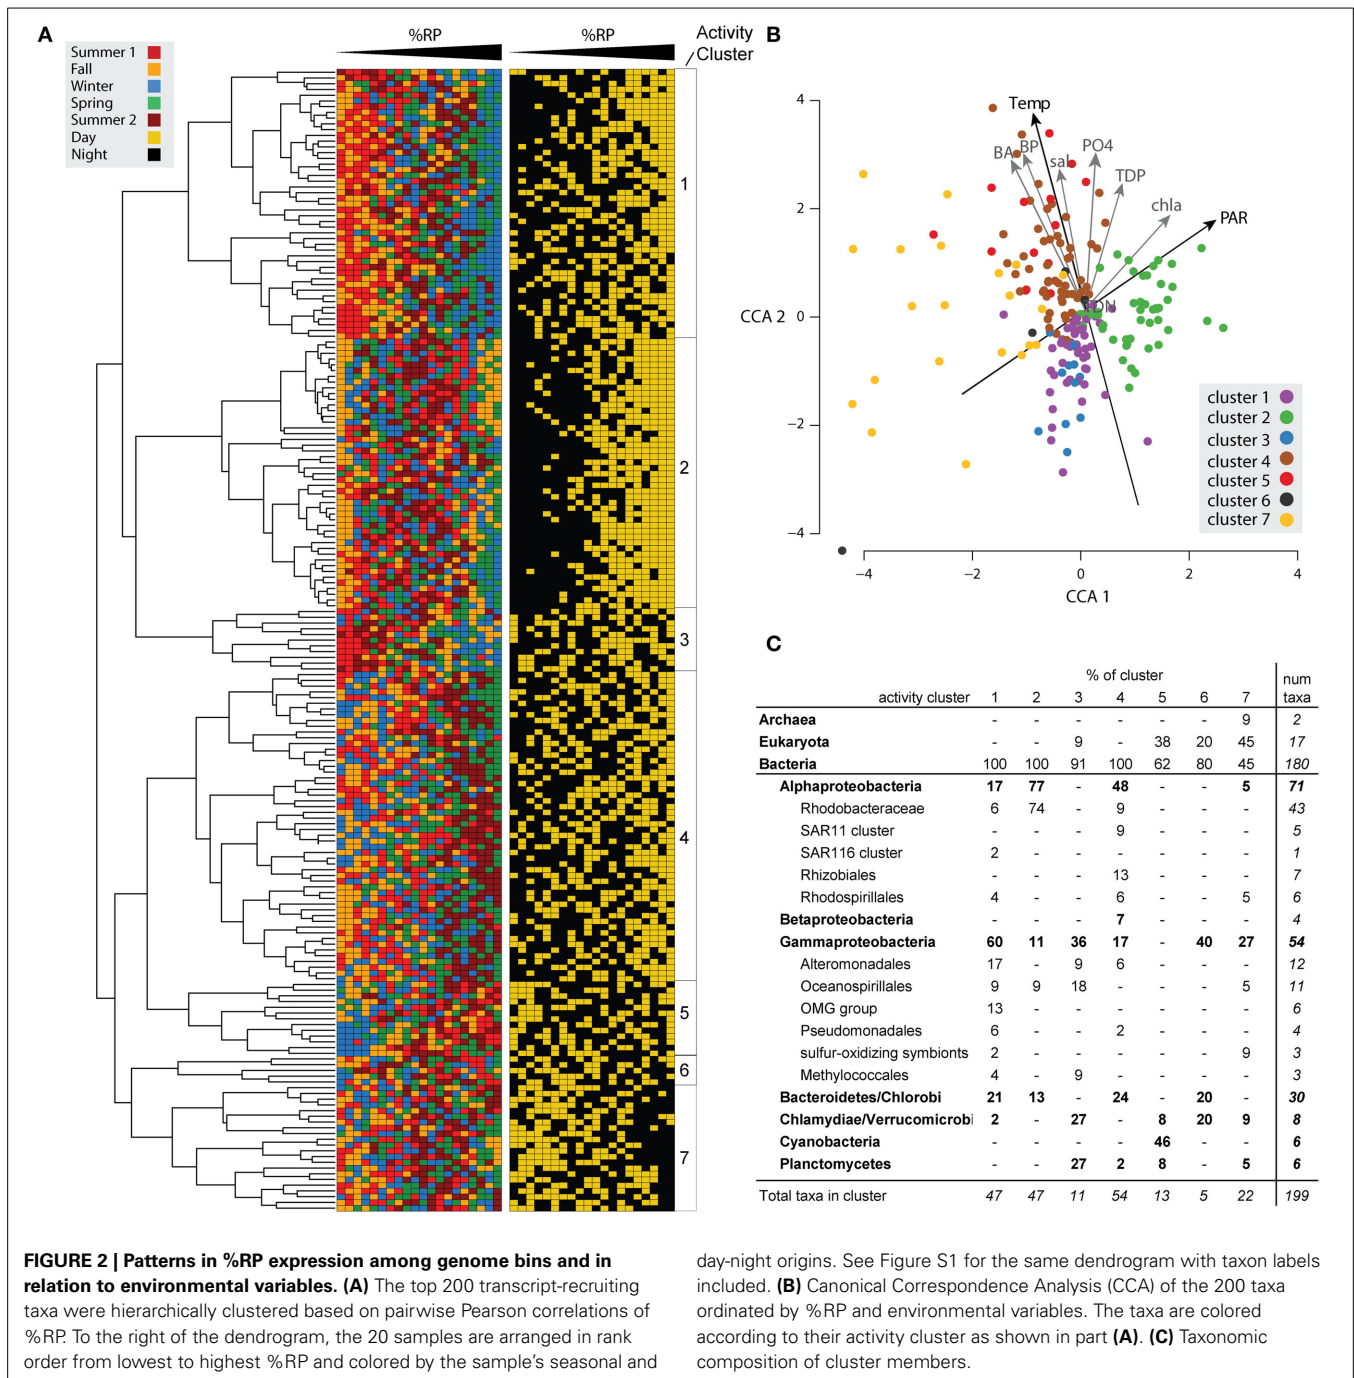 A
Summer 1
Fall
Winter
Spring
Summer 2
Day
Night
%RP
%RP
Activity
Cluster
1
2
3
4
5
6
7
B
4
2
0
−2
−4
CCA 2
−4
−2
0
2
4
CCA 1
Temp
BA
BP
sal
PO4
TDP
chla
PAR
cluster 1
cluster 2
cluster 3
cluster 4
cluster 5
cluster 6
cluster 7
C
% of cluster num
activity cluster 1 2 3 4 5 6 7 taxa
Archaea - - - - - - 9 2
Eukaryota - - 9 - 38 20 45 17
Bacteria 100 100 91 100 62 80 45 180
Alphaproteobacteria 17 77 - 48 - - 5 71
Rhodobacteraceae 6 74 - 9 - - - 43
SAR11 cluster - - - 9 - - - 5
SAR116 cluster 2 - - - - - - 1
Rhizobiales - - - 13 - - - 7
Rhodospirillales 4 - - 6 - - 5 6
Betaproteobacteria - - - 7 - - - 4
Gammaproteobacteria 60 11 36 17 - 40 27 54
Alteromonadales 17 - 9 6 - - - 12
Oceanospirillales 9 9 18 - - - 5 11
OMG group 13 - - - - - - 6
Pseudomonadales 6 - - 2 - - - 4
sulfur-oxidizing symbionts 2 - - - - - 9 3
Methylococcales 4 - 9 - - - - 3
Bacteroidetes/Chlorobi 21 13 - 24 - 20 - 30
Chlamydiae/Verrucomicrobi 2 - 27 - 8 20 9 8
Cyanobacteria - - - - 46 - - 6
Planctomycetes - - 27 2 8 - 5 6
Total taxa in cluster 47 47 11 54 13 5 22 199
FIGURE 2 | Patterns in %RP expression among genome bins and in
relation to environmental variables. (A) The top 200 transcript-recruiting
taxa were hierarchically clustered based on pairwise Pearson correlations of
%RP. To the right of the dendrogram, the 20 samples are arranged in rank
order from lowest to highest %RP and colored by the sample's seasonal and
day-night origins. See Figure S1 for the same dendrogram with taxon labels
included. (B) Canonical Correspondence Analysis (CCA) of the 200 taxa
ordinated by %RP and environmental variables. The taxa are colored
according to their activity cluster as shown in part (A). (C) Taxonomic
composition of cluster members.